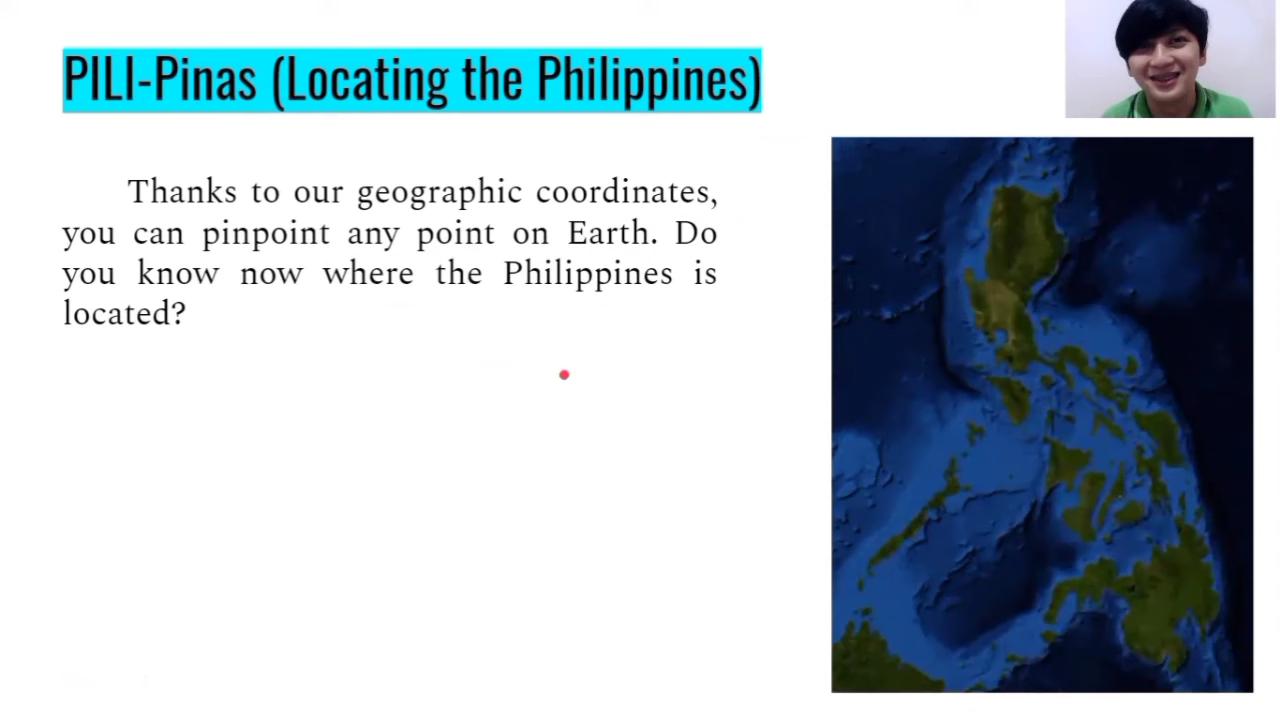 PILI-Pinas (Locating the Philippines)
Thanks to our geographic coordinates,
you can pinpoint any point on Earth. Do
you know now where the Philippines is
located?